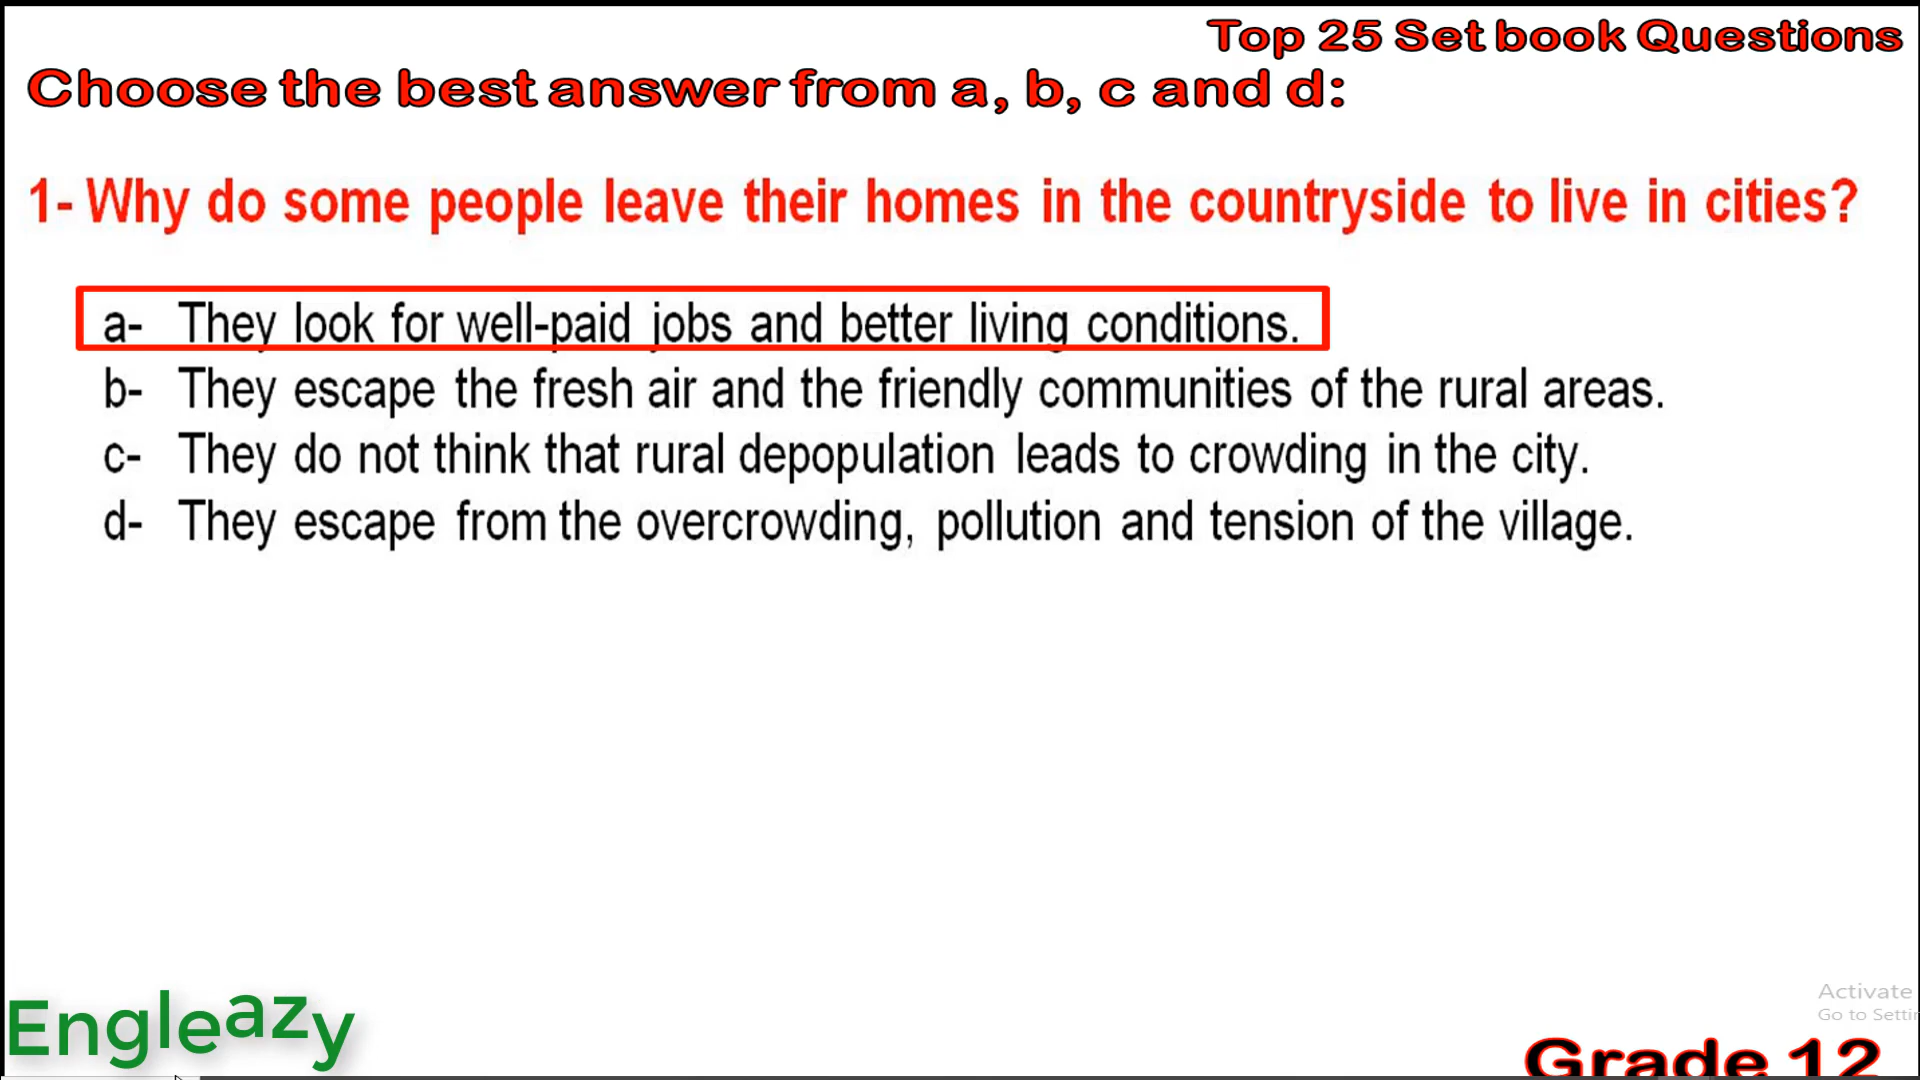 Top 25 Set book Questions
Choose the best answer from a, b, c and d:
1- Why do some people leave their homes in the countryside to live in cities?
a- They look for well-paid jobs and better living conditions.
b- They escape the fresh air and the friendly communities of the rural areas.
c- They do not think that rural depopulation leads to crowding in the city.
d- They escape from the overcrowding, pollution and tension of the village.
Engleazy
Activate
Go to Settin
Grade 12